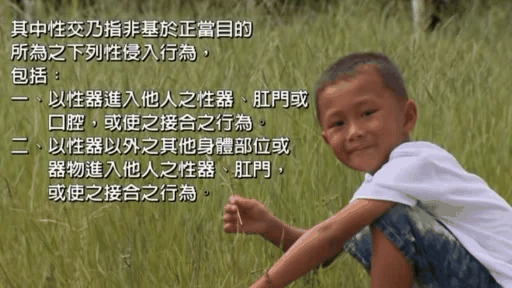 其中性交乃指非基於正當目的
所為之下列性侵入行為，
包括：
一、以性器進入他人之性器、肛門或
口腔，或使之接合之行為。
二、以性器以外之其他身體部位或
器物進入他人之性器、肛門，
或使之接合之行為。